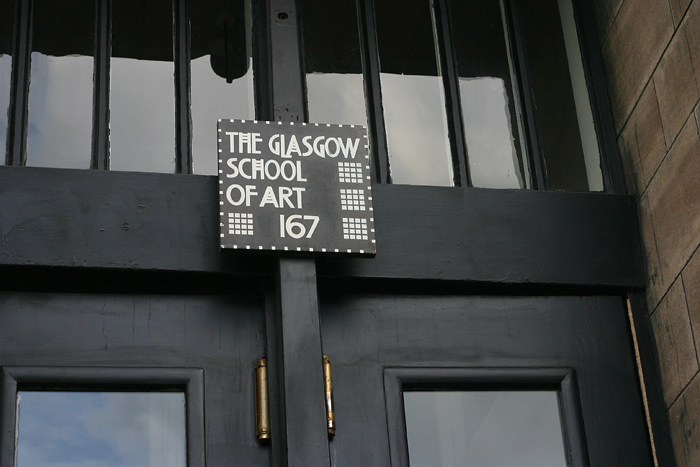 THE GLASGOW
SCHOOL
OF ART
167